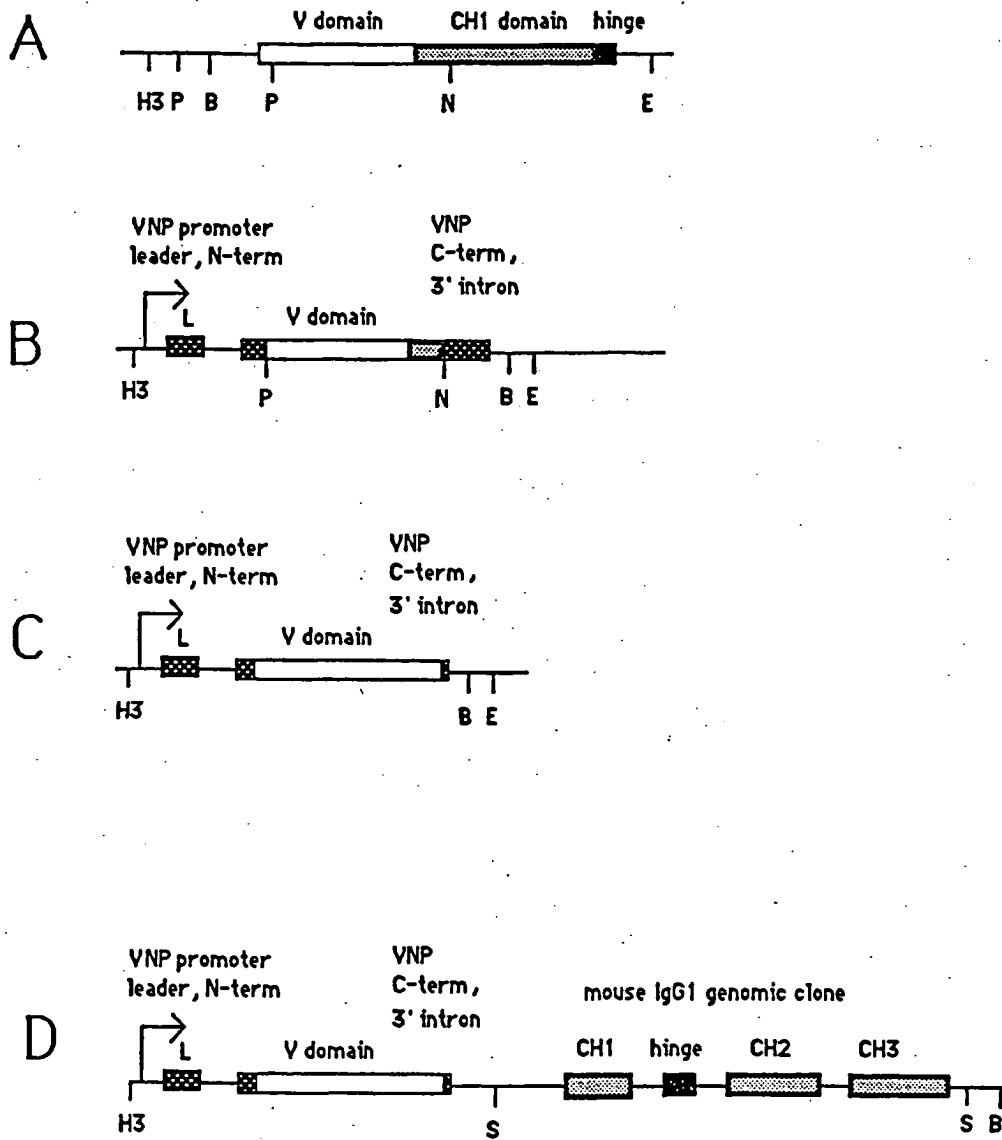 A
V domain CH1 domain hinge
H3 P B P N E
VNP promoter
leader, N-term
VNP
C-term,
3' intron
B
L
V domain
H3 P N B E
VNP promoter
leader, N-term
VNP
C-term,
3' intron
C
L
V domain
H3 B E
VNP promoter
leader, N-term
VNP
C-term,
3' intron
mouse IgG1 genomic clone
D
L
V domain
CH1 hinge CH2 CH3
H3 S S B